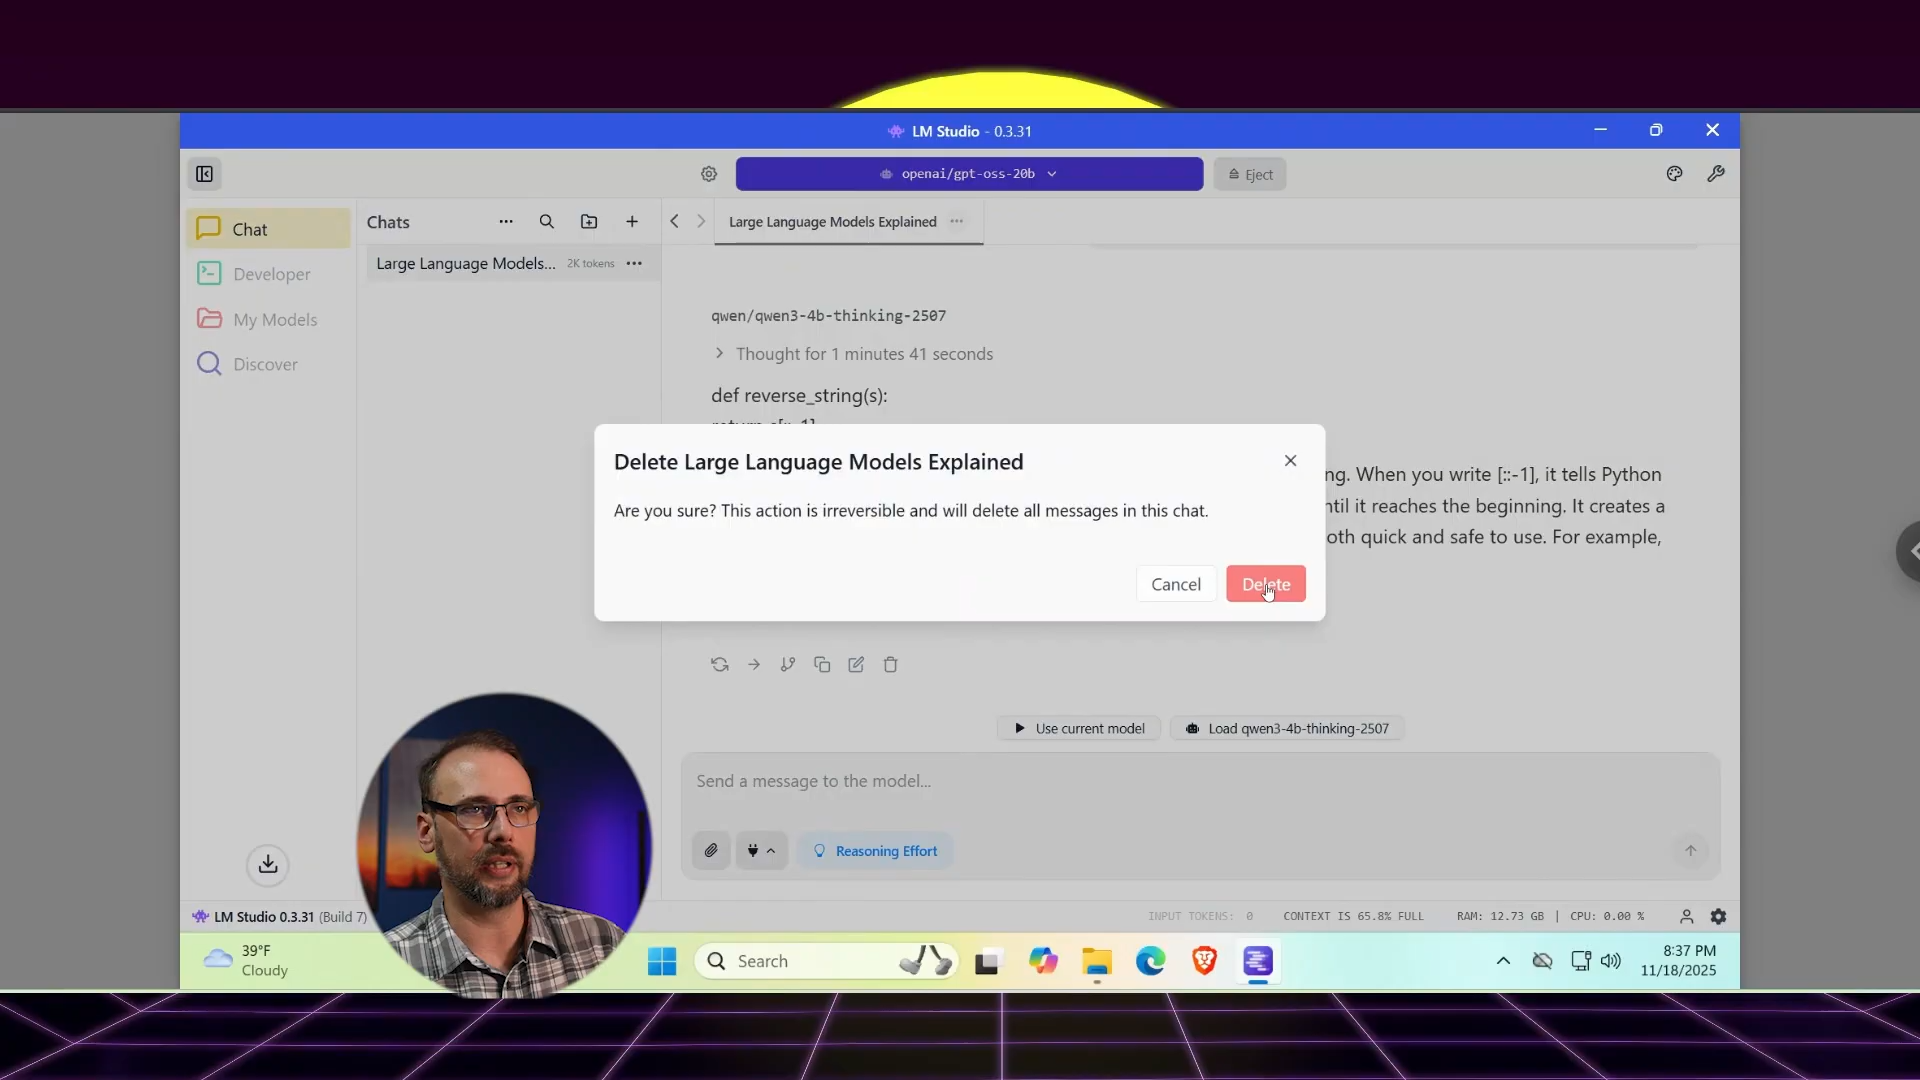 LM Studio - 0.3.31
openai/gpt-oss-20b
Eject
Chat
Developer
My Models
Discover
Chats
Large Language Models... 2K tokens
Large Language Models Explained
qwen/qwen3-4b-thinking-2507
Thought for 1 minutes 41 seconds
def reverse_string(s):
Delete Large Language Models Explained
Are you sure? This action is irreversible and will delete all messages in this chat.
Cancel
Delete
ng. When you write [::-1], it tells Python
ntil it reaches the beginning. It creates a
oth quick and safe to use. For example,
Use current model
Load qwen3-4b-thinking-2507
Send a message to the model...
Reasoning Effort
LM Studio 0.3.31 (Build 7)
INPUT TOKENS: 0
CONTEXT IS 65.8% FULL
RAM: 12.73 GB | CPU: 0.00 %
39°F
Cloudy
Search
8:37 PM
11/18/2025